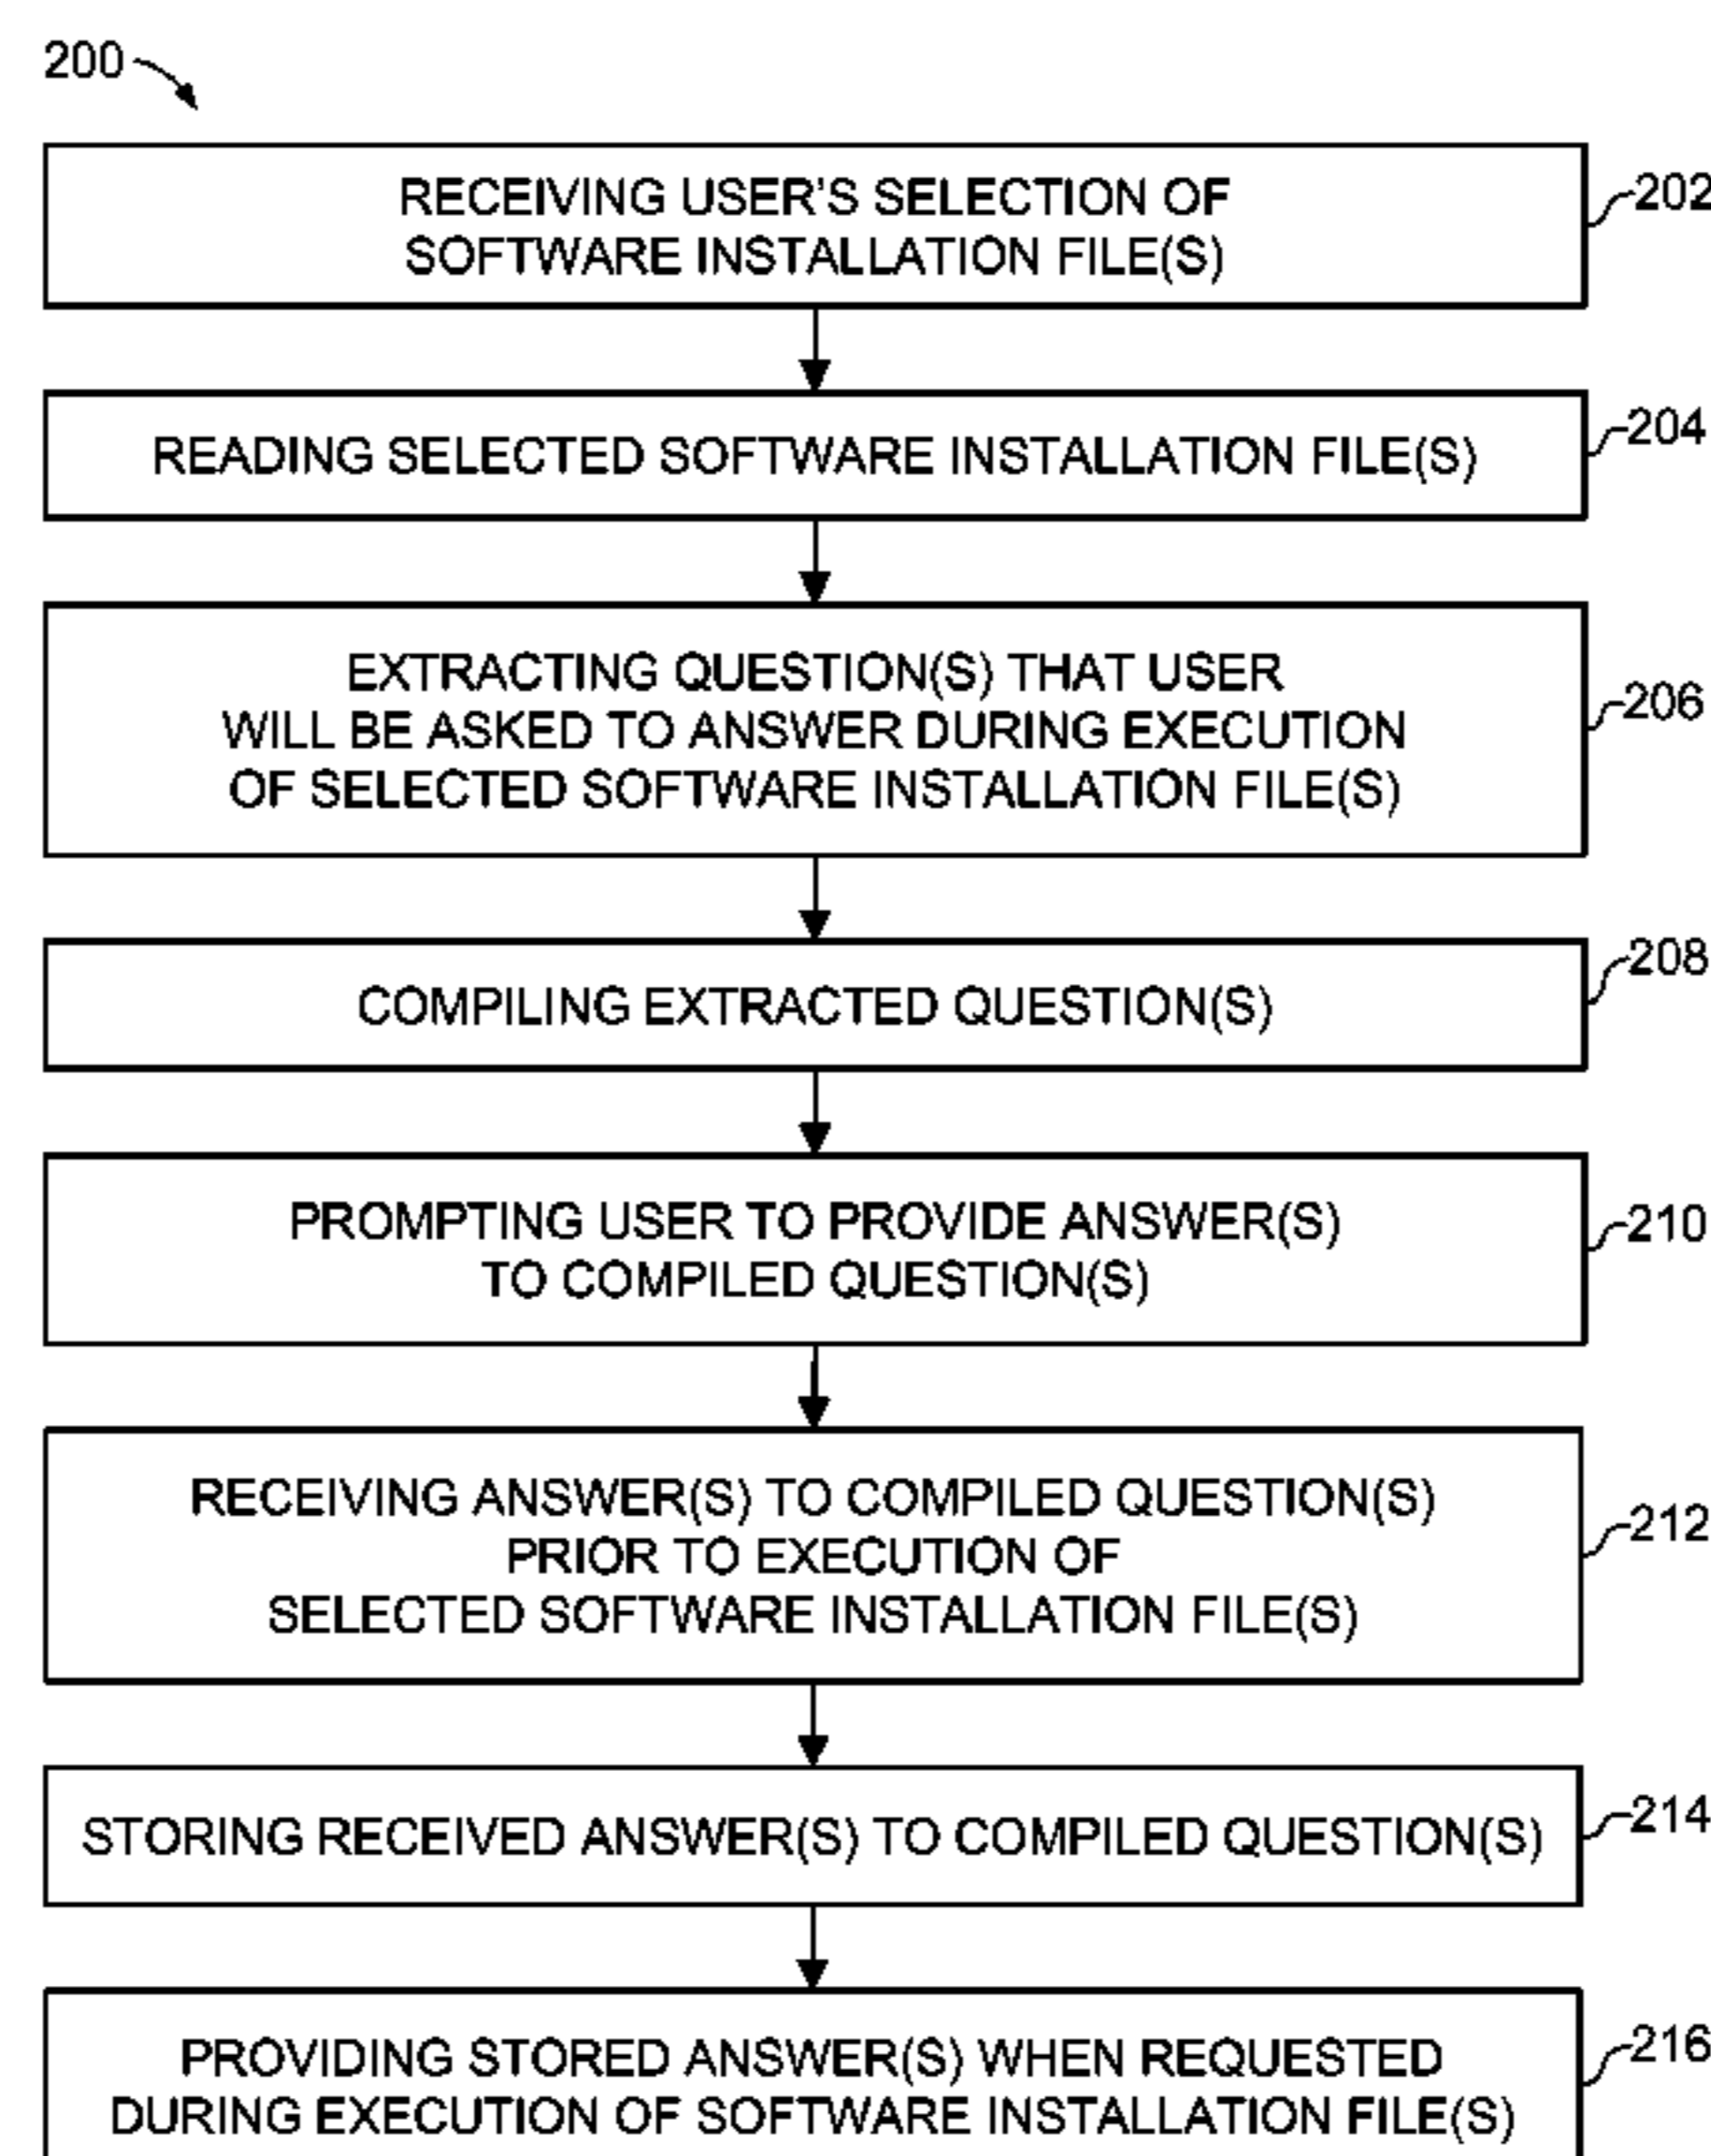 200
RECEIVING USER'S SELECTION OF
SOFTWARE INSTALLATION FILE(S)
202
READING SELECTED SOFTWARE INSTALLATION FILE(S)
204
EXTRACTING QUESTION(S) THAT USER
WILL BE ASKED TO ANSWER DURING EXECUTION
OF SELECTED SOFTWARE INSTALLATION FILE(S)
206
COMPILING EXTRACTED QUESTION(S)
208
PROMPTING USER TO PROVIDE ANSWER(S)
TO COMPILED QUESTION(S)
210
RECEIVING ANSWER(S) TO COMPILED QUESTION(S)
PRIOR TO EXECUTION OF
SELECTED SOFTWARE INSTALLATION FILE(S)
212
STORING RECEIVED ANSWER(S) TO COMPILED QUESTION(S)
214
PROVIDING STORED ANSWER(S) WHEN REQUESTED
DURING EXECUTION OF SOFTWARE INSTALLATION FILE(S)
216